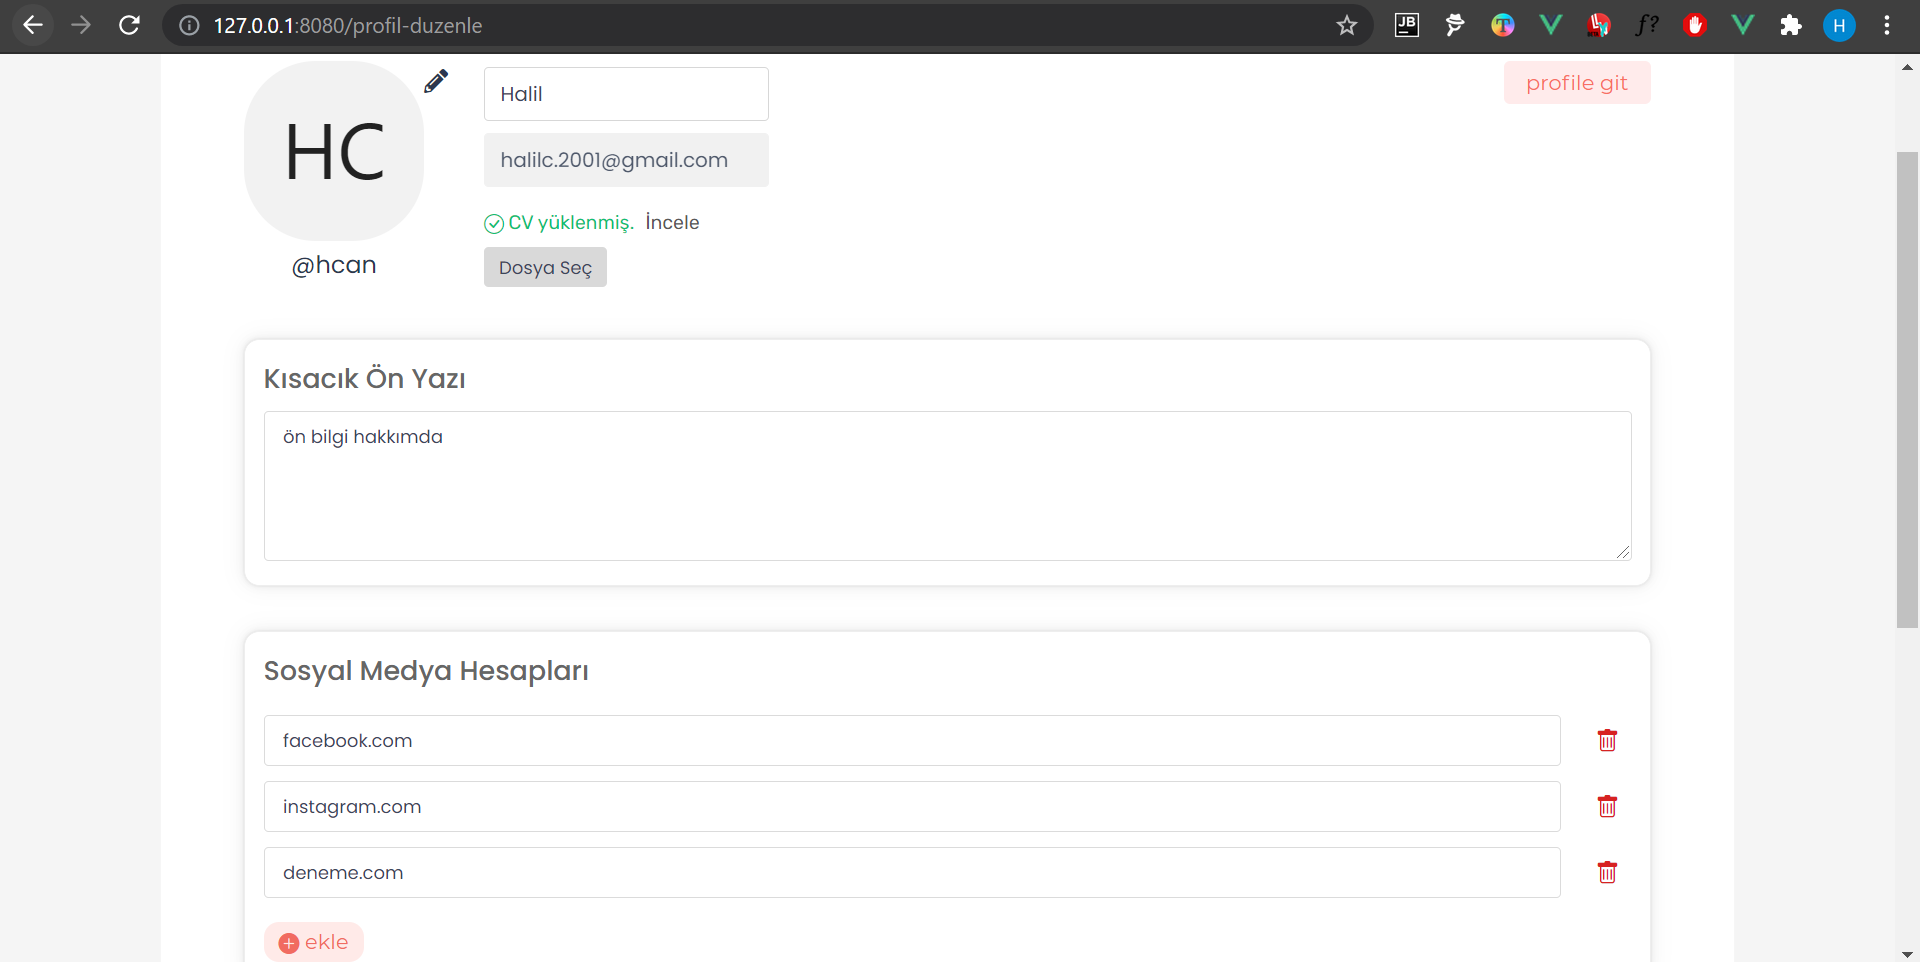 127.0.0.1:8080/profil-duzenle
JB
T
f?
H
HC
@hcan
Halil
halilc.2001@gmail.com
CV yüklenmiş. İncele
Dosya Seç
profile git
Kısacık Ön Yazı
ön bilgi hakkımda
Sosyal Medya Hesapları
facebook.com
instagram.com
deneme.com
ekle